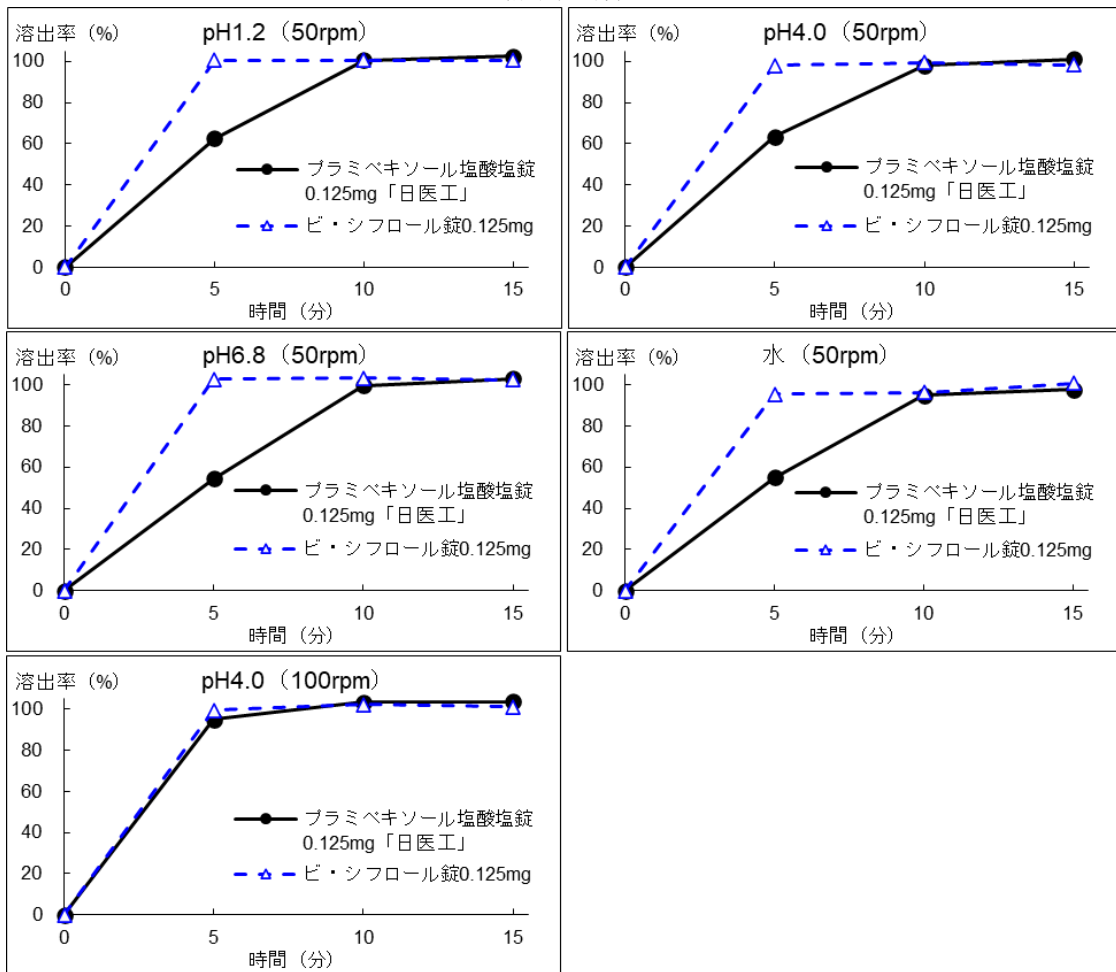 溶出率 (%)
pH1.2（50rpm）
100
80
60
40
20
0
プラミペキソール塩酸塩錠
0.125mg「日医工」
ビ・シフロール錠0.125mg
0 5 10 15
時間（分）
溶出率 (%)
pH4.0（50rpm）
100
80
60
40
20
0
プラミペキソール塩酸塩錠
0.125mg「日医工」
ビ・シフロール錠0.125mg
0 5 10 15
時間（分）
溶出率 (%)
pH6.8（50rpm）
100
80
60
40
20
0
プラミペキソール塩酸塩錠
0.125mg「日医工」
ビ・シフロール錠0.125mg
0 5 10 15
時間（分）
溶出率 (%)
水（50rpm）
100
80
60
40
20
0
プラミペキソール塩酸塩錠
0.125mg「日医工」
ビ・シフロール錠0.125mg
0 5 10 15
時間（分）
溶出率 (%)
pH4.0（100rpm）
100
80
60
40
20
0
プラミペキソール塩酸塩錠
0.125mg「日医工」
ビ・シフロール錠0.125mg
0 5 10 15
時間（分）